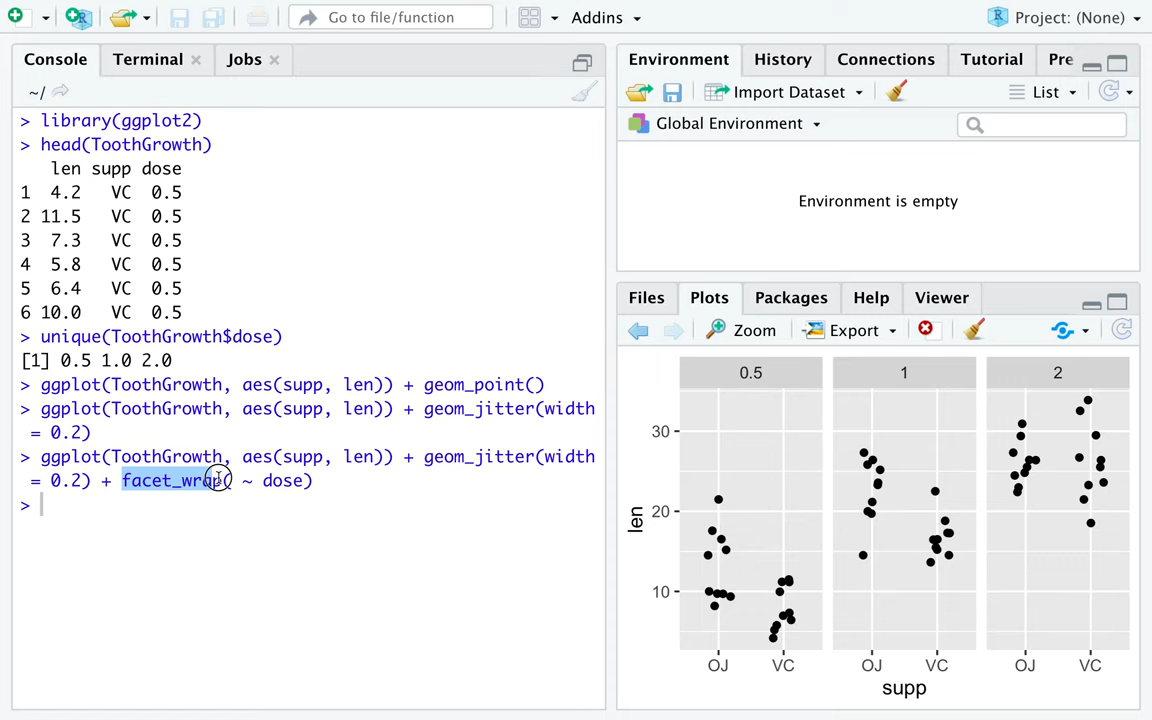 Go to file/function
Addins
Project: (None)
Console
Terminal
Jobs
~/
> library(ggplot2)
> head(ToothGrowth)
len supp dose
1 4.2 VC 0.5
2 11.5 VC 0.5
3 7.3 VC 0.5
4 5.8 VC 0.5
5 6.4 VC 0.5
6 10.0 VC 0.5
> unique(ToothGrowth$dose)
[1] 0.5 1.0 2.0
> ggplot(ToothGrowth, aes(supp, len)) + geom_point()
> ggplot(ToothGrowth, aes(supp, len)) + geom_jitter(width
= 0.2)
> ggplot(ToothGrowth, aes(supp, len)) + geom_jitter(width
= 0.2) + facet_wrap( ~ dose)
>
Environment
History
Connections
Tutorial
Pre
Import Dataset
List
Global Environment
Environment is empty
Files
Plots
Packages
Help
Viewer
Zoom
Export
0.5 1 2
30
20
10
len
OJ VC OJ VC OJ VC
supp